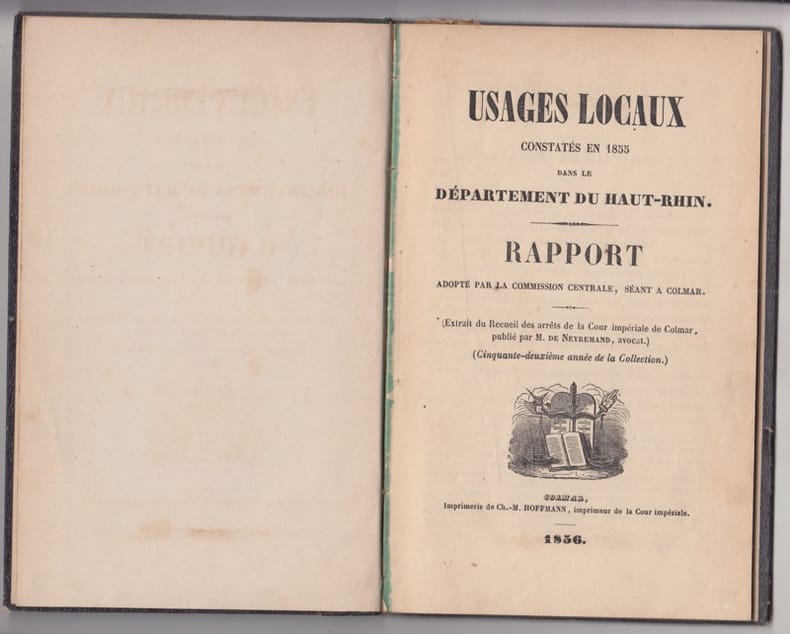 USAGES LOCAUX
CONSTATÉS EN 1855
DANS LE
DÉPARTEMENT DU HAUT-RHIN.
RAPPORT
ADOPTÉ PAR LA COMMISSION CENTRALE, SÉANT A COLMAR.
(Extrait du Recueil des arrêts de la Cour impériale de Colmar,
publié par M. DE NEYREMAND, avocat.)
(Cinquante-deuxième année de la Collection.)
COLMAR,
Imprimerie de Ch.-M. HOFFMANN, imprimeur de la Cour impériale.
1856.